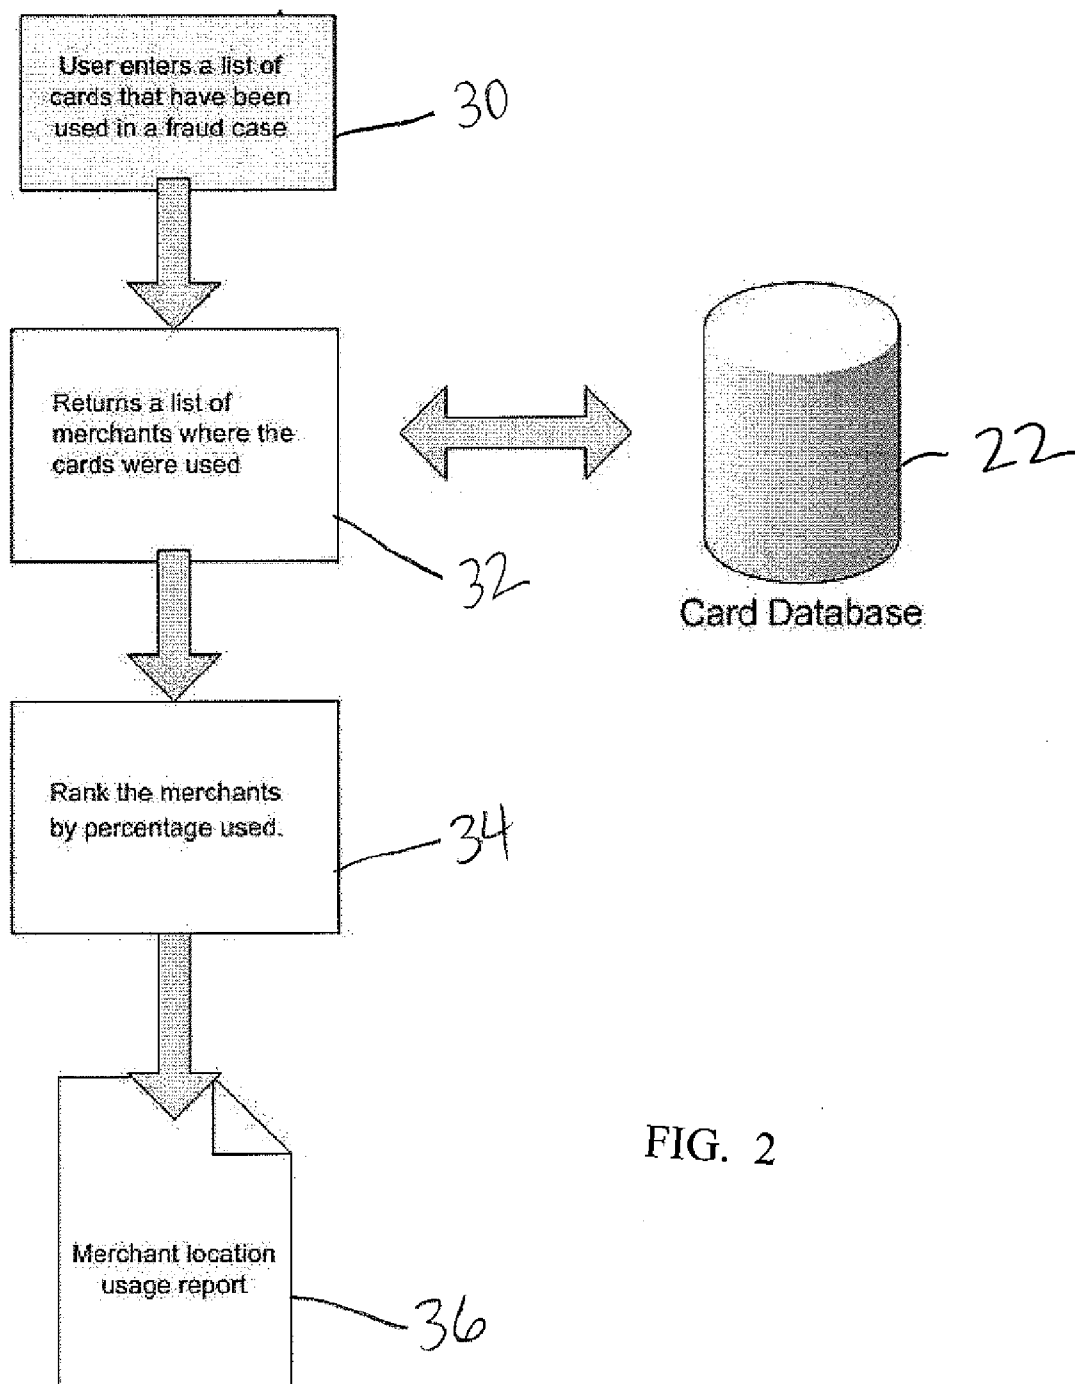 User enters a list of
cards that have been
used in a fraud case
30
Returns a list of
merchants where the
cards were used
32
22
Card Database
Rank the merchants
by percentage used.
34
FIG. 2
Merchant location
usage report
36